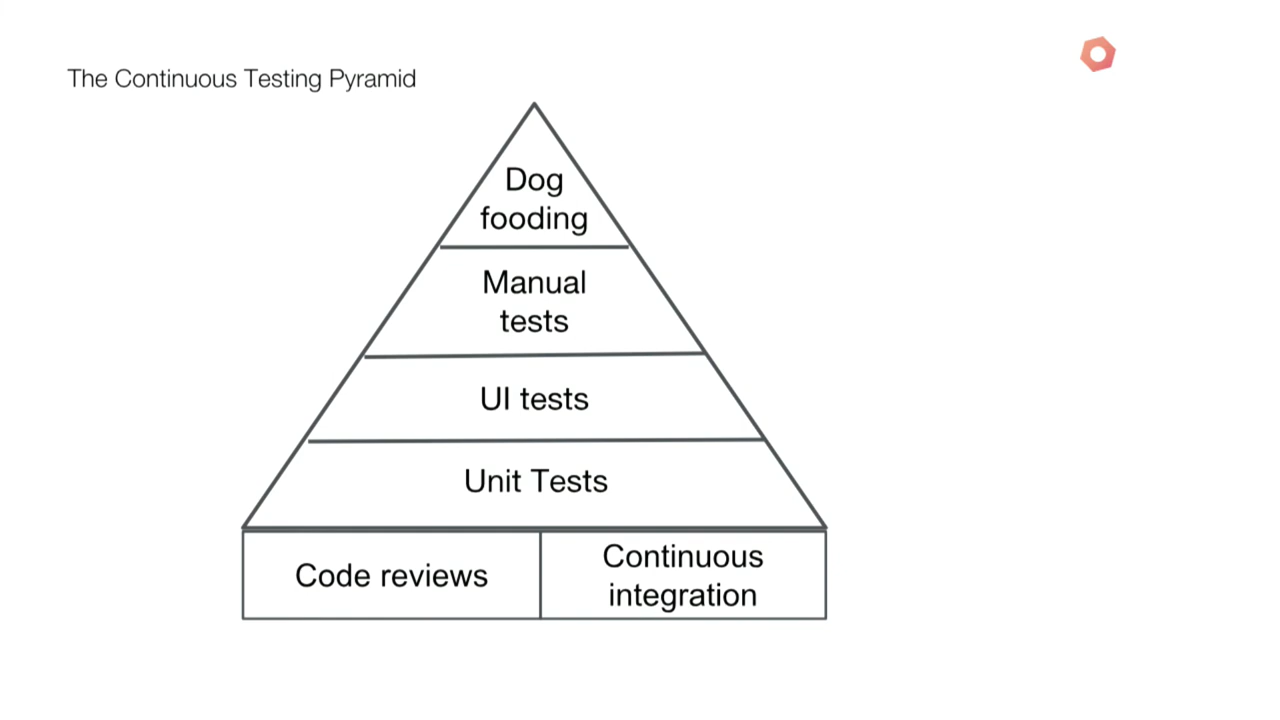 The Continuous Testing Pyramid
Dog
fooding
Manual
tests
UI tests
Unit Tests
Code reviews
Continuous
integration